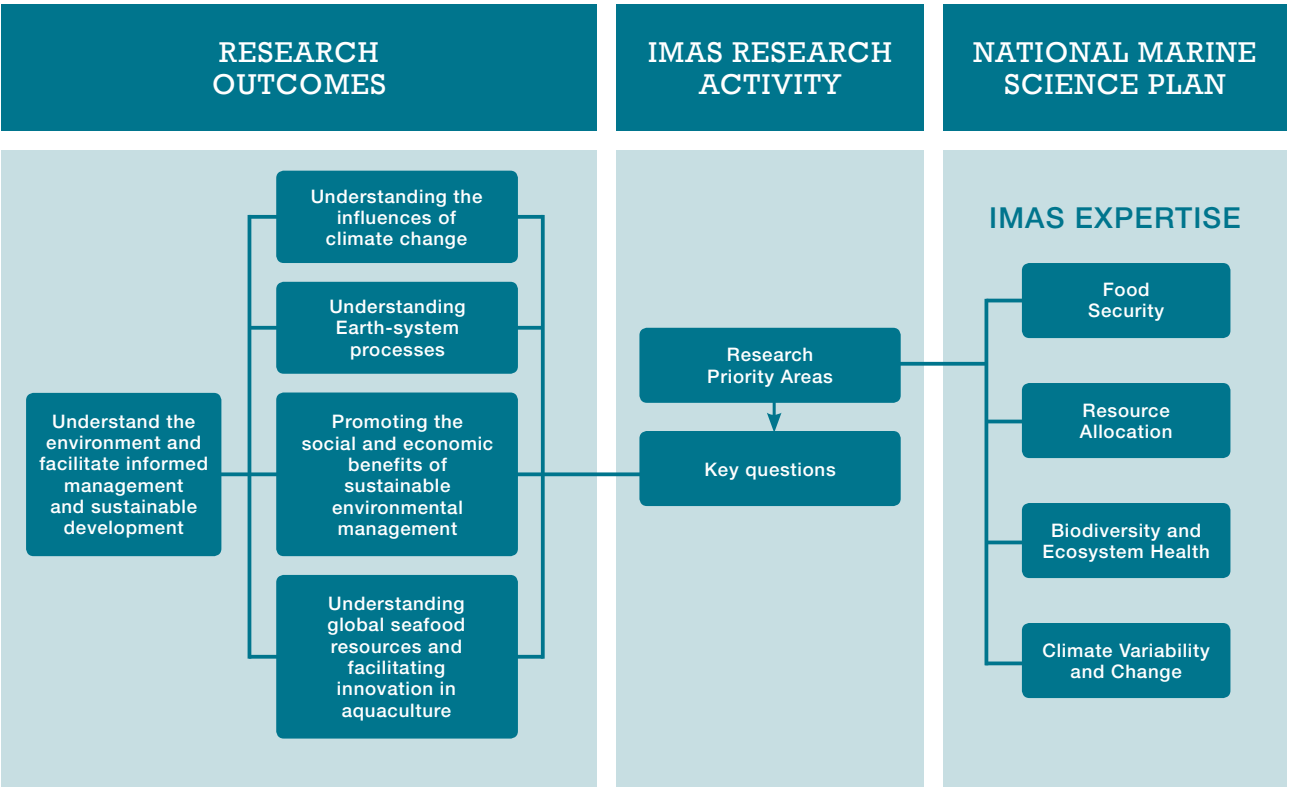 RESEARCH
OUTCOMES
IMAS RESEARCH
ACTIVITY
NATIONAL MARINE
SCIENCE PLAN
Understand the
environment and
facilitate informed
management
and sustainable
development
Understanding the
influences of
climate change
Understanding
Earth-system
processes
Promoting the
social and economic
benefits of
sustainable
environmental
management
Understanding
global seafood
resources and
facilitating
innovation in
aquaculture
Research
Priority Areas
Key questions
IMAS EXPERTISE
Food
Security
Resource
Allocation
Biodiversity and
Ecosystem Health
Climate Variability
and Change